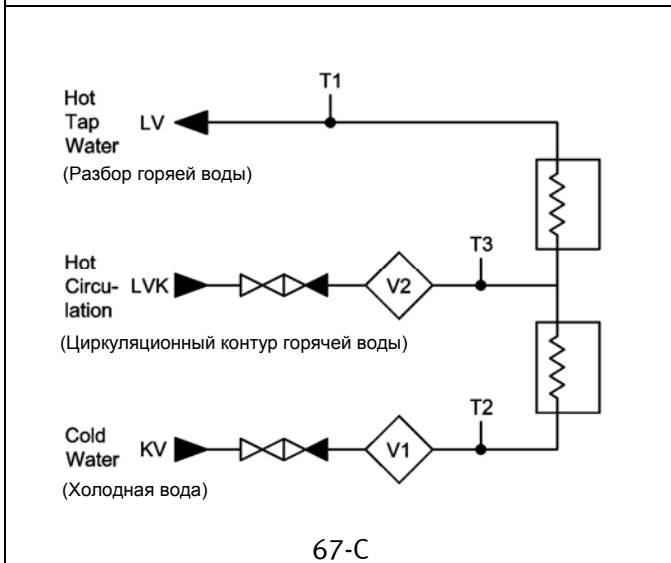 T1
Hot
Tap
Water
LV
(Разбор горяей воды)
T3
Hot
Circu-
lation
LVK
V2
(Циркуляционный контур горячей воды)
T2
Cold
Water
KV
V1
(Холодная вода)
67-C